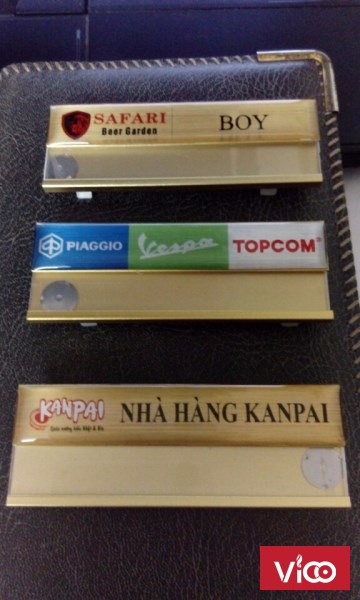 SAFARI
Beer Garden
BOY
PIAGGIO
Vespa
TOPCOM
KANPAI
NHÀ HÀNG KANPAI
ViCO